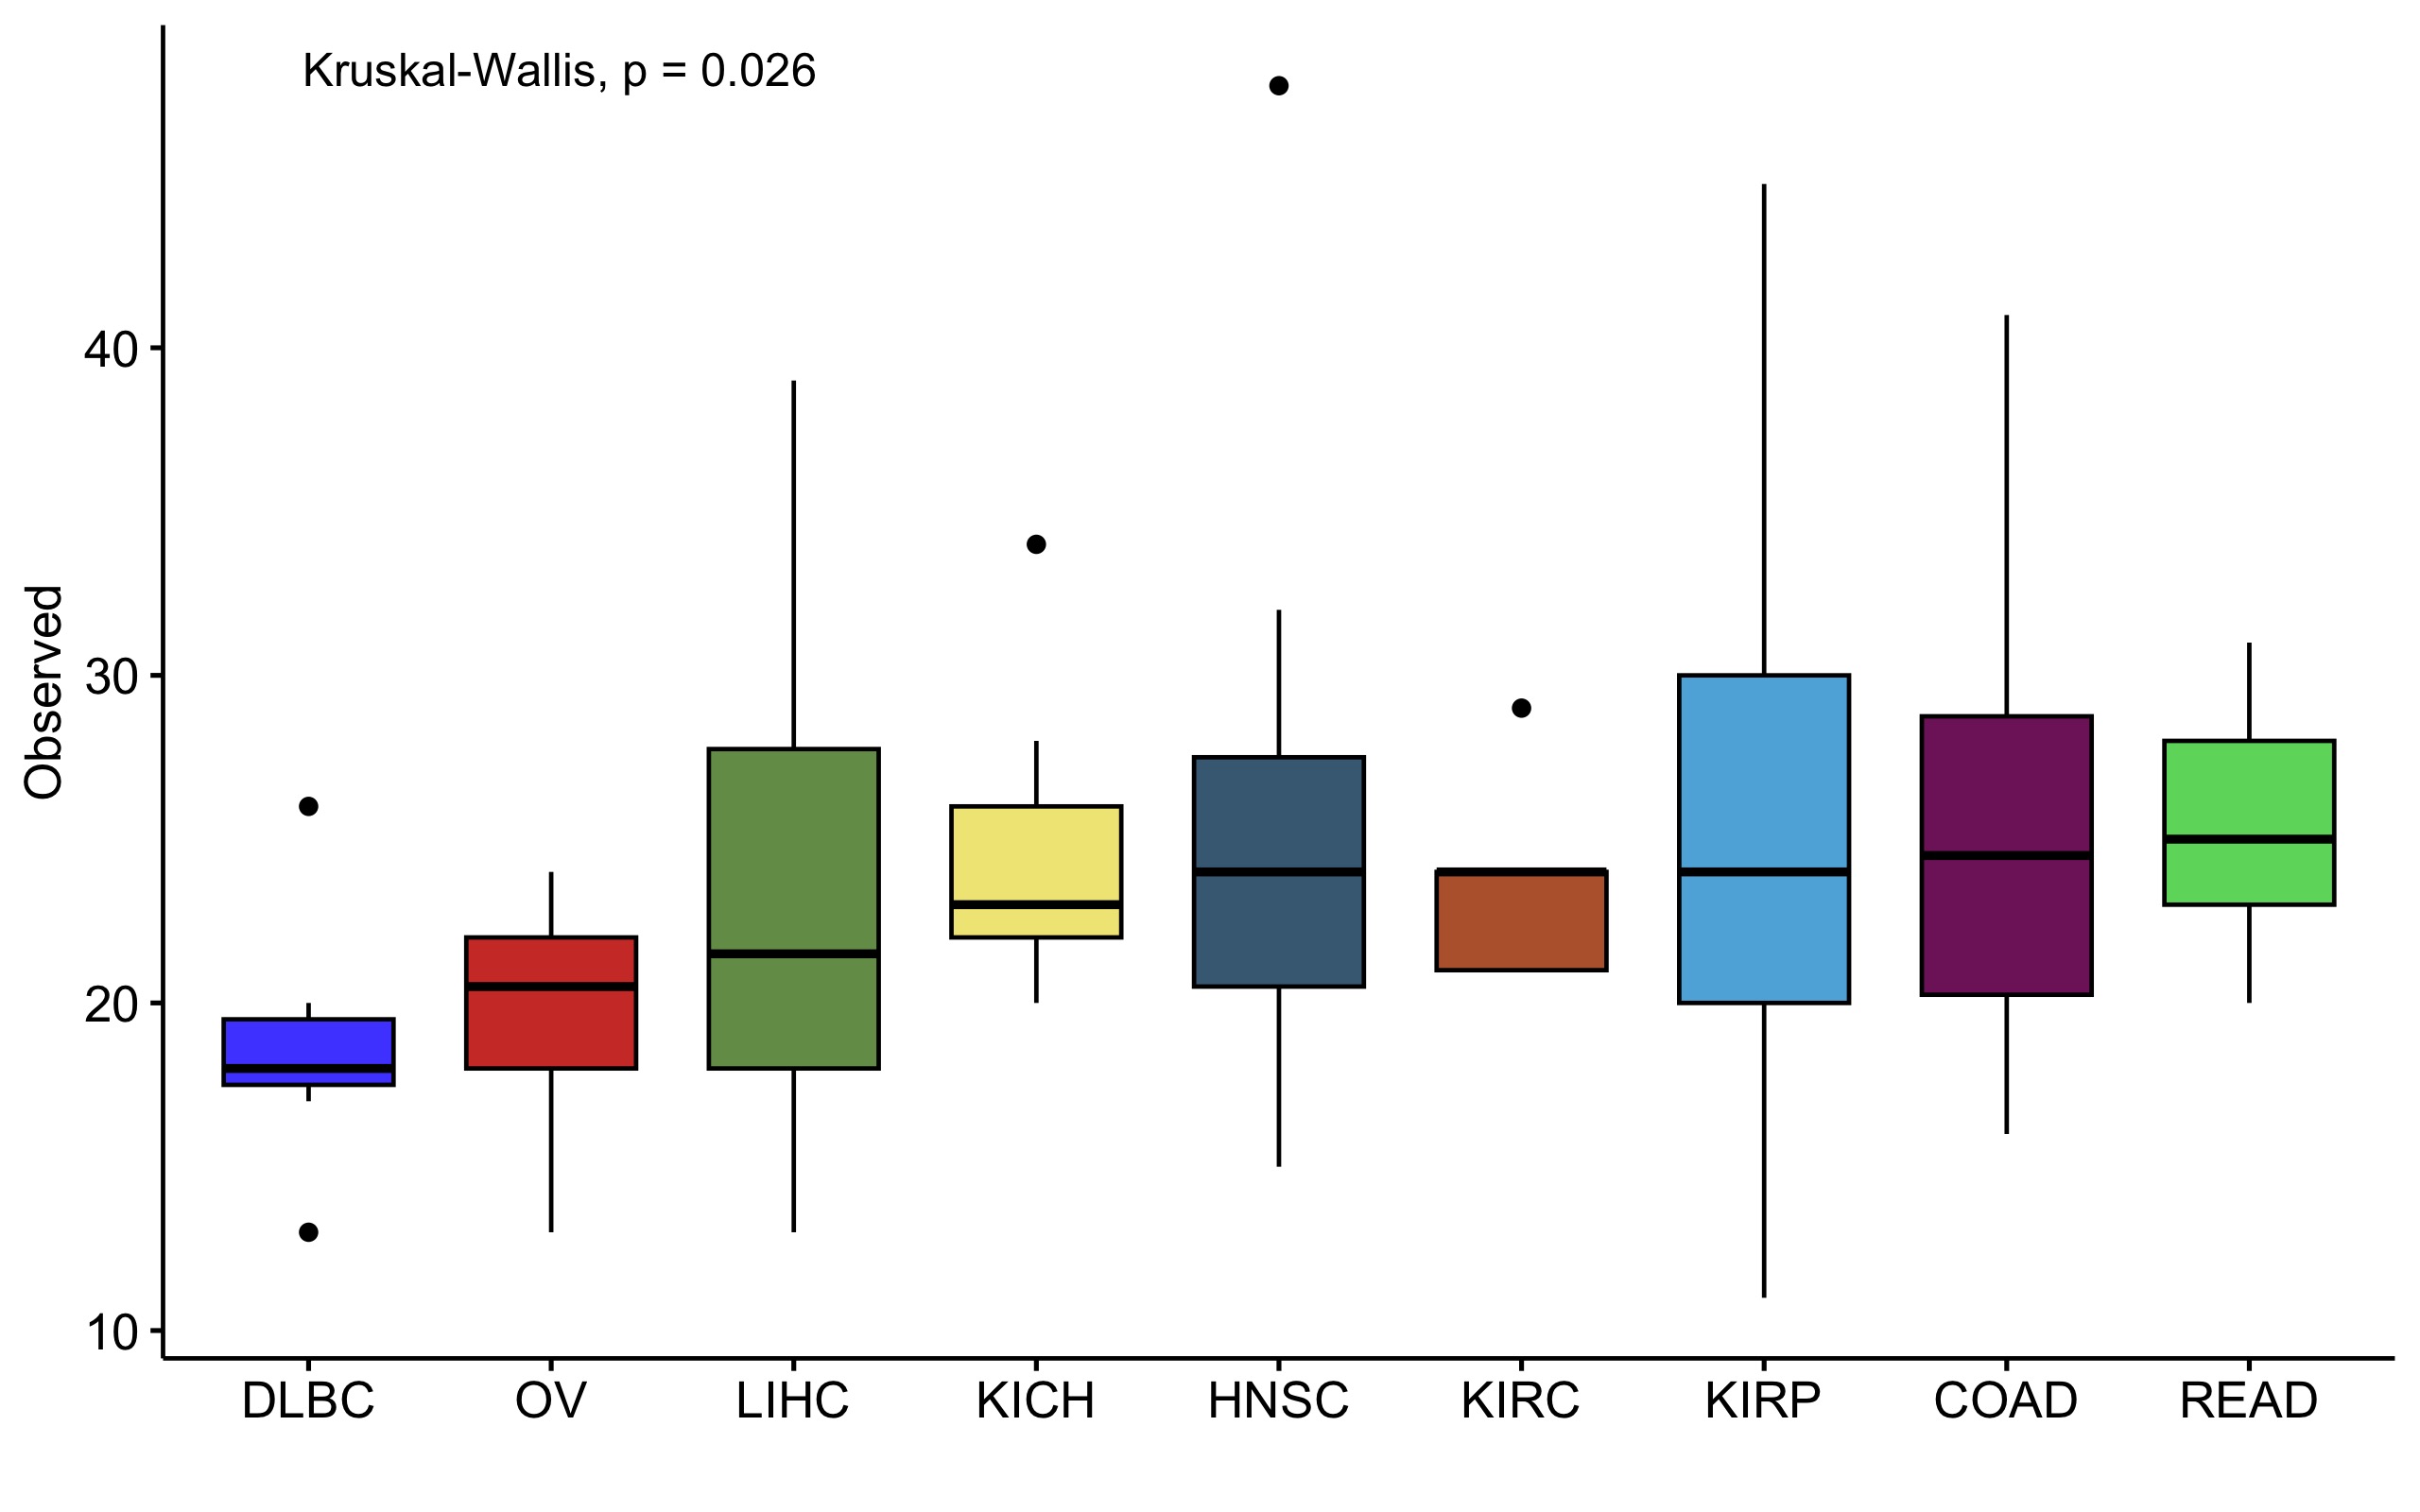 Kruskal-Wallis, p = 0.026
Observed
40
30
20
10
DLBC OV LIHC KICH HNSC KIRC KIRP COAD READ